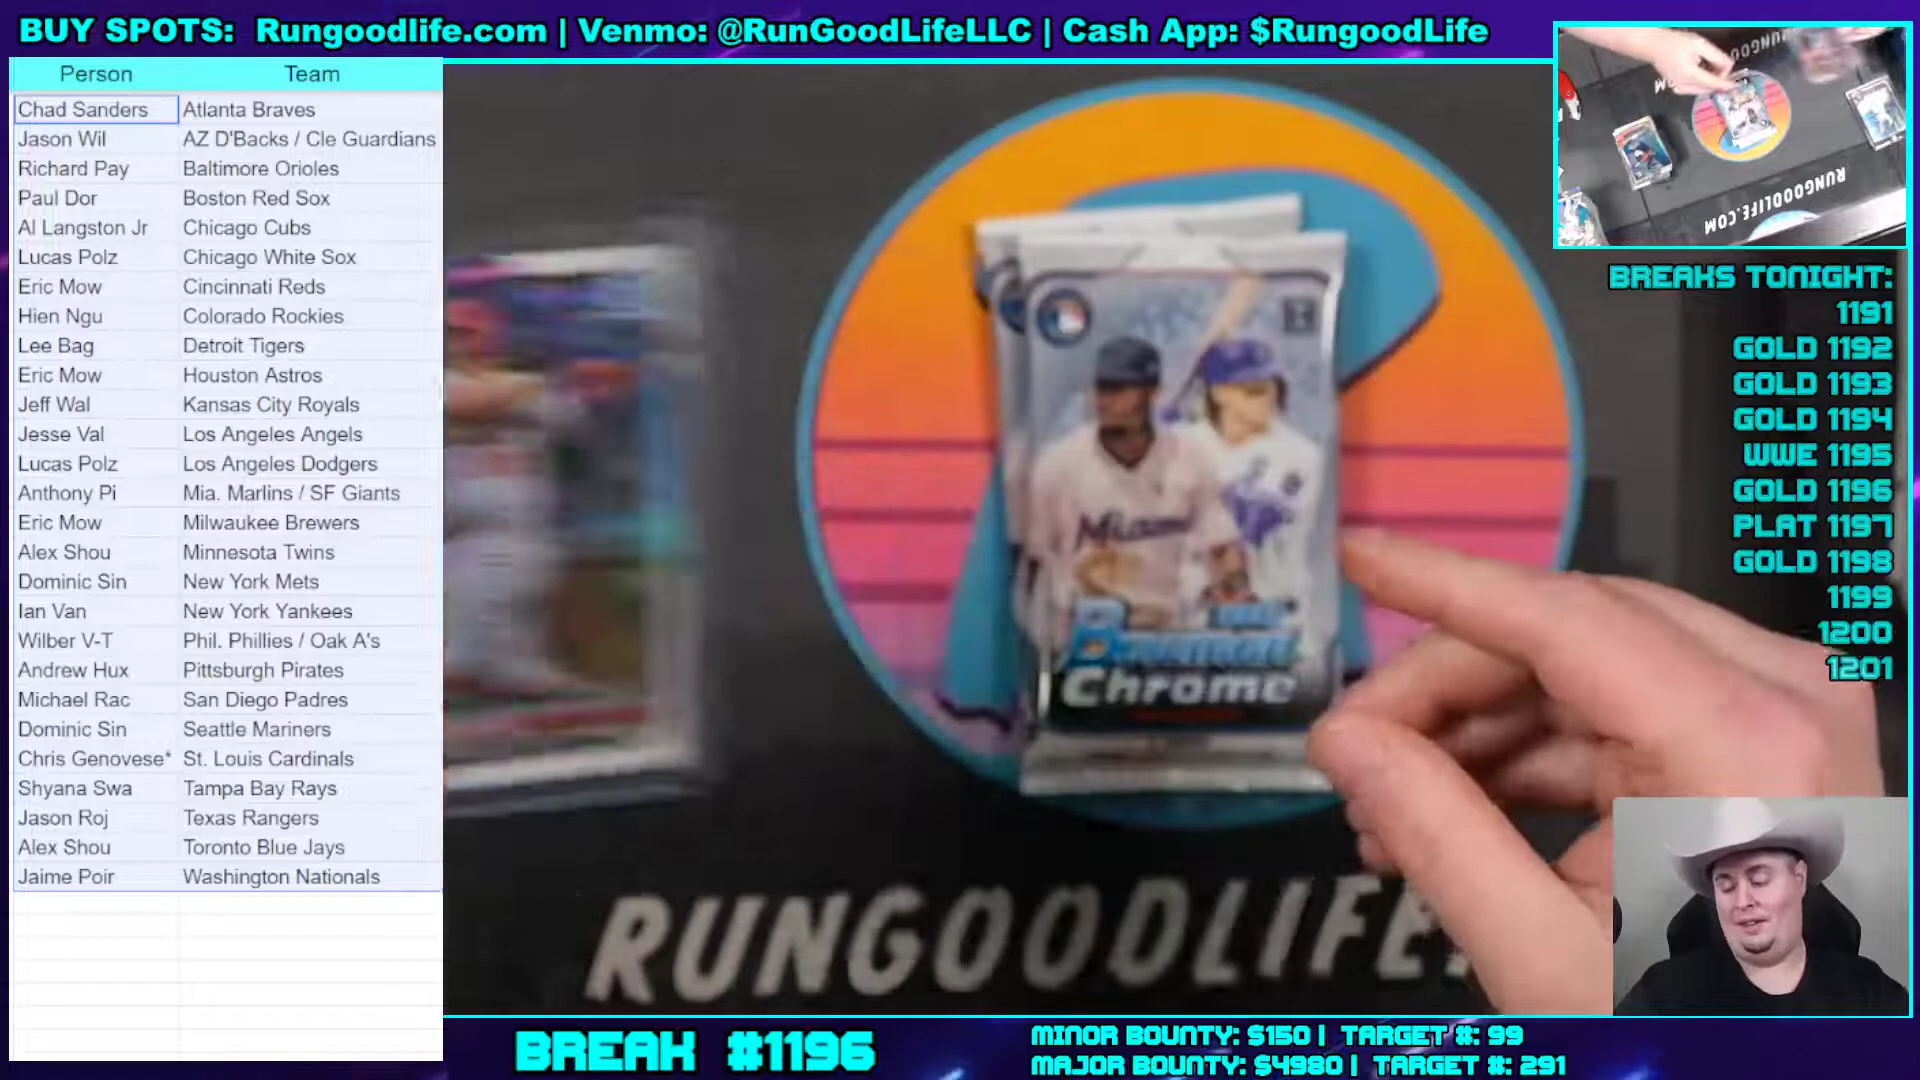 BUY SPOTS: Rungoodlife.com | Venmo: @RunGoodLifeLLC | Cash App: $RungoodLife
Person Team
Chad Sanders Atlanta Braves
Jason Wil AZ D'Backs / Cle Guardians
Richard Pay Baltimore Orioles
Paul Dor Boston Red Sox
Al Langston Jr Chicago Cubs
Lucas Polz Chicago White Sox
Eric Mow Cincinnati Reds
Hien Ngu Colorado Rockies
Lee Bag Detroit Tigers
Eric Mow Houston Astros
Jeff Wal Kansas City Royals
Jesse Val Los Angeles Angels
Lucas Polz Los Angeles Dodgers
Anthony Pi Mia. Marlins / SF Giants
Eric Mow Milwaukee Brewers
Alex Shou Minnesota Twins
Dominic Sin New York Mets
Ian Van New York Yankees
Wilber V-T Phil. Phillies / Oak A's
Andrew Hux Pittsburgh Pirates
Michael Rac San Diego Padres
Dominic Sin Seattle Mariners
Chris Genovese* St. Louis Cardinals
Shyana Swa Tampa Bay Rays
Jason Roj Texas Rangers
Alex Shou Toronto Blue Jays
Jaime Poir Washington Nationals
Miami
Bowman
Chrome
RUNGOODLIFE.
RUNGOODLIFE.COM
BREAKS TONIGHT:
1191
GOLD 1192
GOLD 1193
GOLD 1194
WWE 1195
GOLD 1196
PLAT 1197
GOLD 1198
1199
1200
1201
BREAK #1196
MINOR BOUNTY: $150 | TARGET #: 99
MAJOR BOUNTY: $4980 | TARGET #: 291